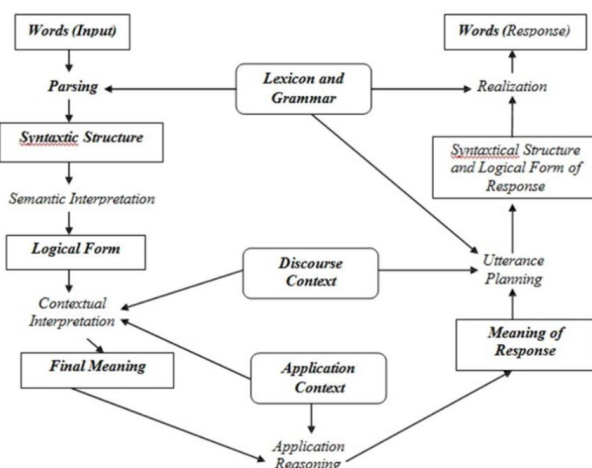 Words (Input)
Words (Response)
Parsing
Lexicon and
Grammar
Realization
Syntaxtic Structure
Syntaxtical Structure
and Logical Form of
Response
Semantic Interpretation
Logical Form
Discourse
Context
Utterance
Planning
Contextual
Interpretation
Meaning of
Response
Final Meaning
Application
Context
Application
Reasoning